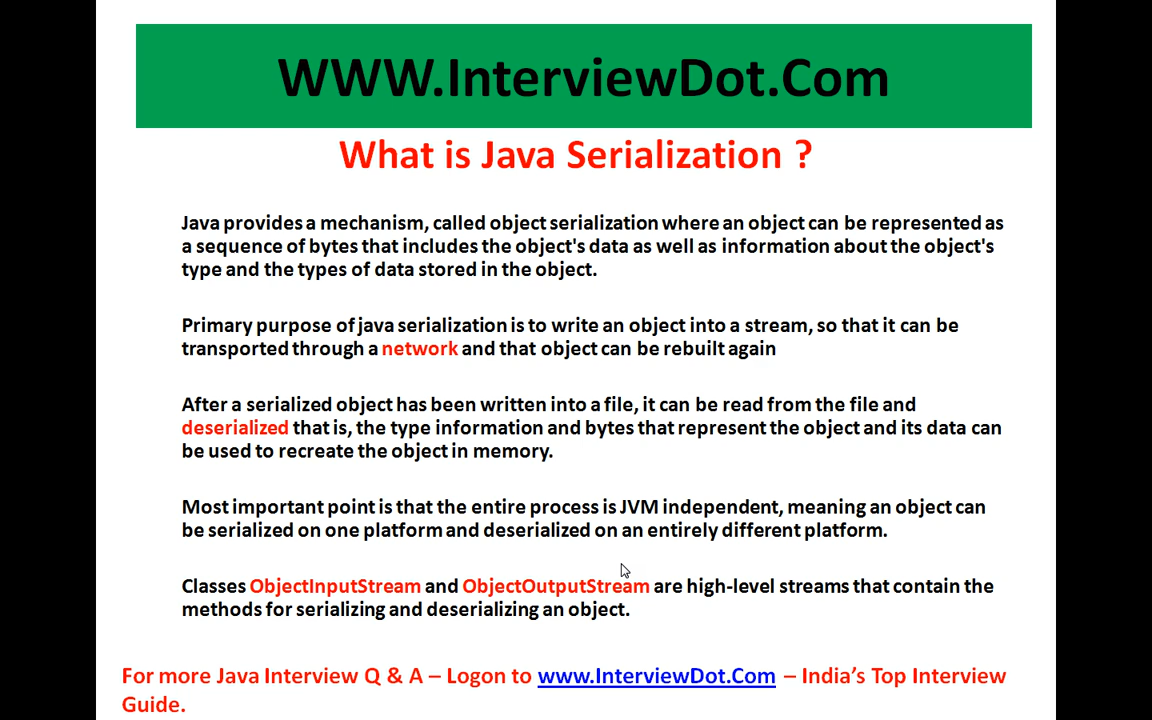 WWW.InterviewDot.Com
What is Java Serialization ?
Java provides a mechanism, called object serialization where an object can be represented as
a sequence of bytes that includes the object's data as well as information about the object's
type and the types of data stored in the object.
Primary purpose of java serialization is to write an object into a stream, so that it can be
transported through a network and that object can be rebuilt again
After a serialized object has been written into a file, it can be read from the file and
deserialized that is, the type information and bytes that represent the object and its data can
be used to recreate the object in memory.
Most important point is that the entire process is JVM independent, meaning an object can
be serialized on one platform and deserialized on an entirely different platform.
Classes ObjectInputStream and ObjectOutputStream are high-level streams that contain the
methods for serializing and deserializing an object.
For more Java Interview Q & A – Logon to www.InterviewDot.Com – India’s Top Interview
Guide.